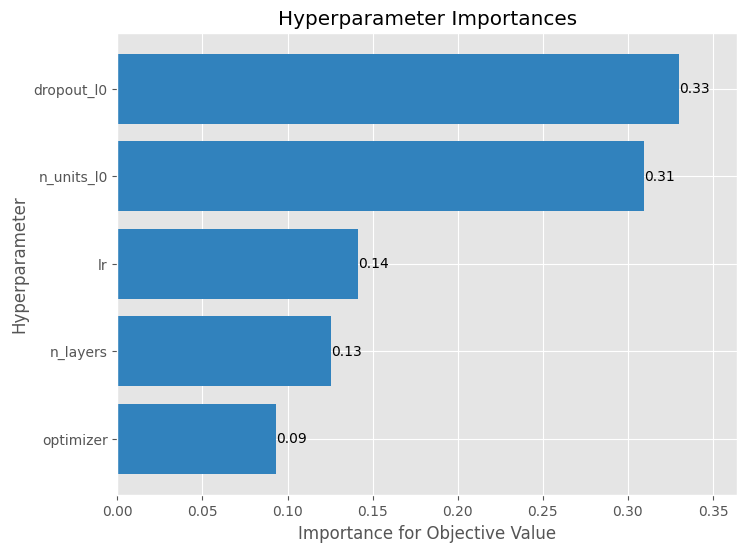 Hyperparameter Importances
Hyperparameter
dropout_l0
0.33
n_units_l0
0.31
lr
0.14
n_layers
0.13
optimizer
0.09
0.00 0.05 0.10 0.15 0.20 0.25 0.30 0.35
Importance for Objective Value